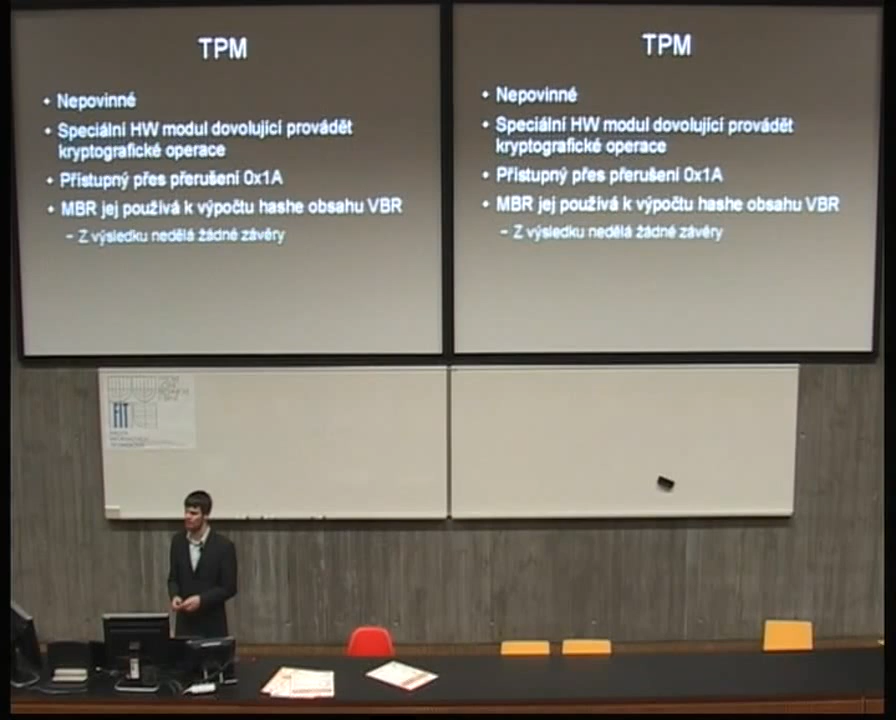 TPM
Nepovinné
Speciální HW modul dovolující provádět
kryptografické operace
Přístupný přes přerušení 0x1A
MBR jej používá k výpočtu hashe obsahu VBR
– Z výsledku nedělá žádné závěry
TPM
Nepovinné
Speciální HW modul dovolující provádět
kryptografické operace
Přístupný přes přerušení 0x1A
MBR jej používá k výpočtu hashe obsahu VBR
– Z výsledku nedělá žádné závěry
FIT